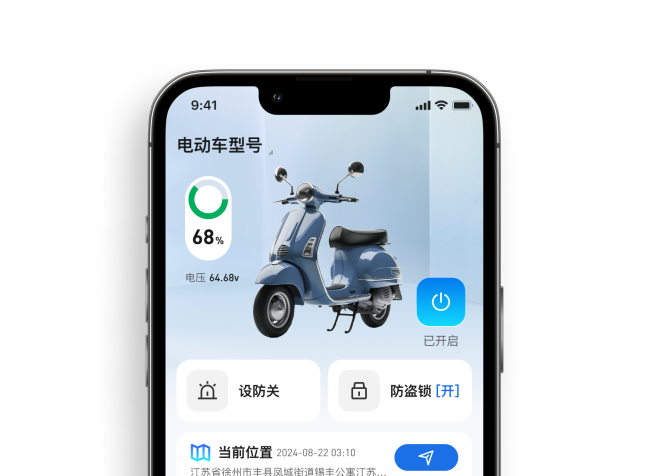 9:41
电动车型号
68%
电压 64.68v
已开启
设防关
防盗锁 [开]
当前位置 2024-08-22 03:10
江苏省徐州市丰县凤城街道锡丰公寓江苏...